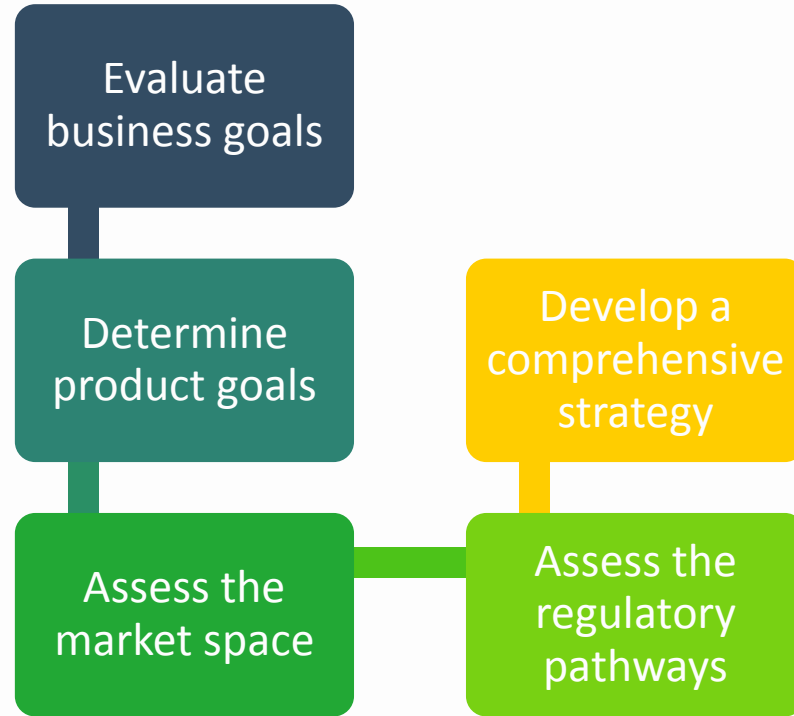 Evaluate
business goals
Determine
product goals
Assess the
market space
Assess the
regulatory
pathways
Develop a
comprehensive
strategy